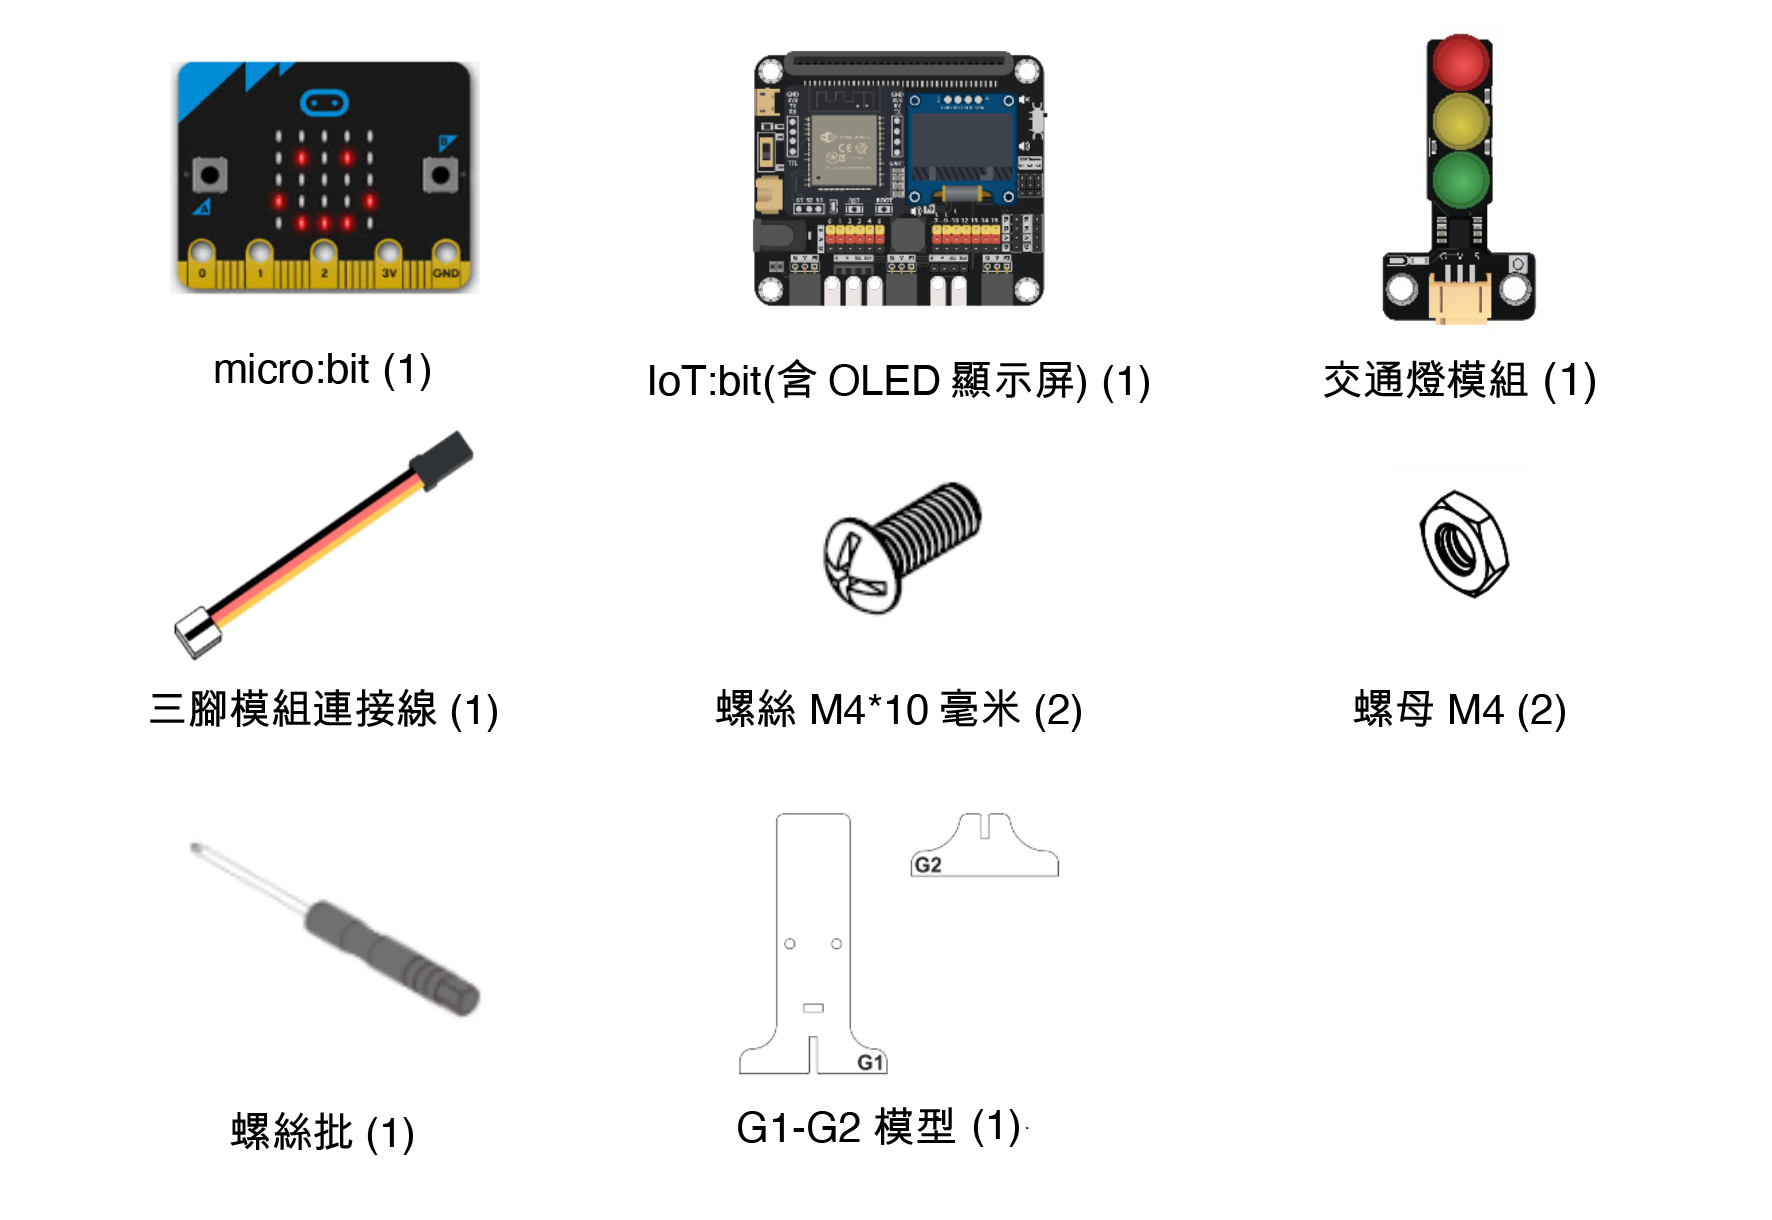 B
A
0 1 2 3V GND
micro:bit (1)
IoT:bit(含 OLED 顯示屏) (1)
交通燈模組 (1)
三腳模組連接線 (1)
螺絲 M4*10 毫米 (2)
螺母 M4 (2)
G2
G1
螺絲批 (1)
G1-G2 模型 (1)